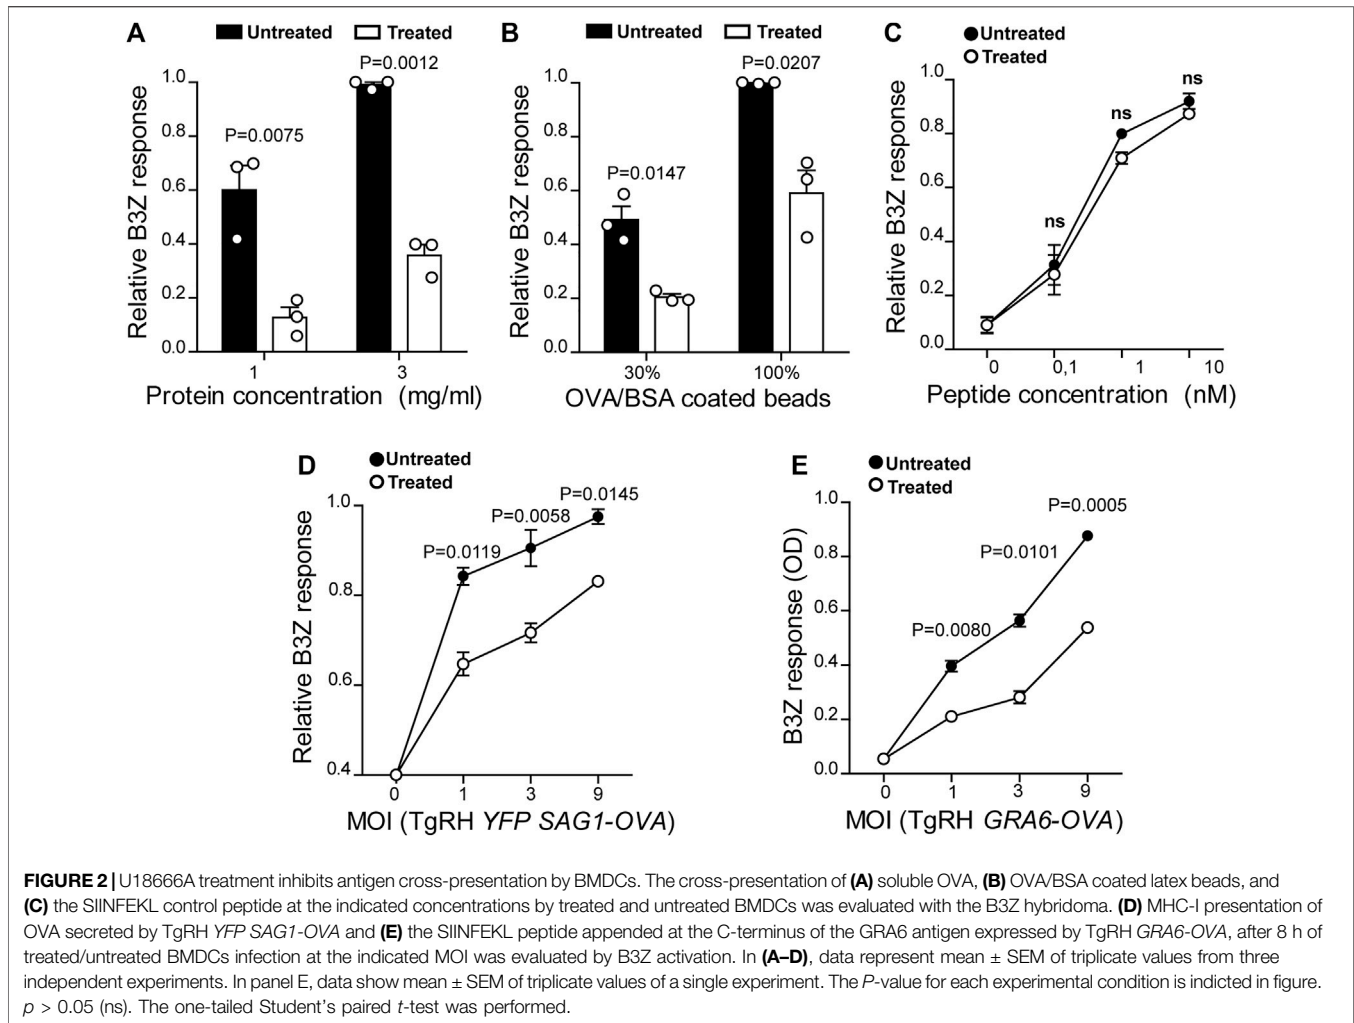 A
Untreated
Treated
P=0.0075
P=0.0012
Relative B3Z response
1.0
0.8
0.6
0.4
0.2
0.0
1
3
Protein concentration (mg/ml)
B
Untreated
Treated
P=0.0147
P=0.0207
Relative B3Z response
1.0
0.8
0.6
0.4
0.2
0.0
30%
100%
OVA/BSA coated beads
C
Untreated
Treated
ns
ns
ns
Relative B3Z response
1.0
0.8
0.6
0.4
0.2
0.0
0
0,1
1
10
Peptide concentration (nM)
D
Untreated
Treated
P=0.0119
P=0.0058
P=0.0145
Relative B3Z response
1.0
0.8
0.6
0.4
0
1
3
9
MOI (TgRH YFP SAG1-OVA)
E
Untreated
Treated
P=0.0080
P=0.0101
P=0.0005
B3Z response (OD)
1.0
0.8
0.6
0.4
0.2
0.0
0
1
3
9
MOI (TgRH GRA6-OVA)
FIGURE 2 | U18666A treatment inhibits antigen cross-presentation by BMDCs. The cross-presentation of (A) soluble OVA, (B) OVA/BSA coated latex beads, and
(C) the SIINFEKL control peptide at the indicated concentrations by treated and untreated BMDCs was evaluated with the B3Z hybridoma. (D) MHC-I presentation of
OVA secreted by TgRH YFP SAG1-OVA and (E) the SIINFEKL peptide appended at the C-terminus of the GRA6 antigen expressed by TgRH GRA6-OVA, after 8 h of
treated/untreated BMDCs infection at the indicated MOI was evaluated by B3Z activation. In (A–D), data represent mean ± SEM of triplicate values from three
independent experiments. In panel E, data show mean ± SEM of triplicate values of a single experiment. The P-value for each experimental condition is indicted in figure.
p > 0.05 (ns). The one-tailed Student's paired t-test was performed.